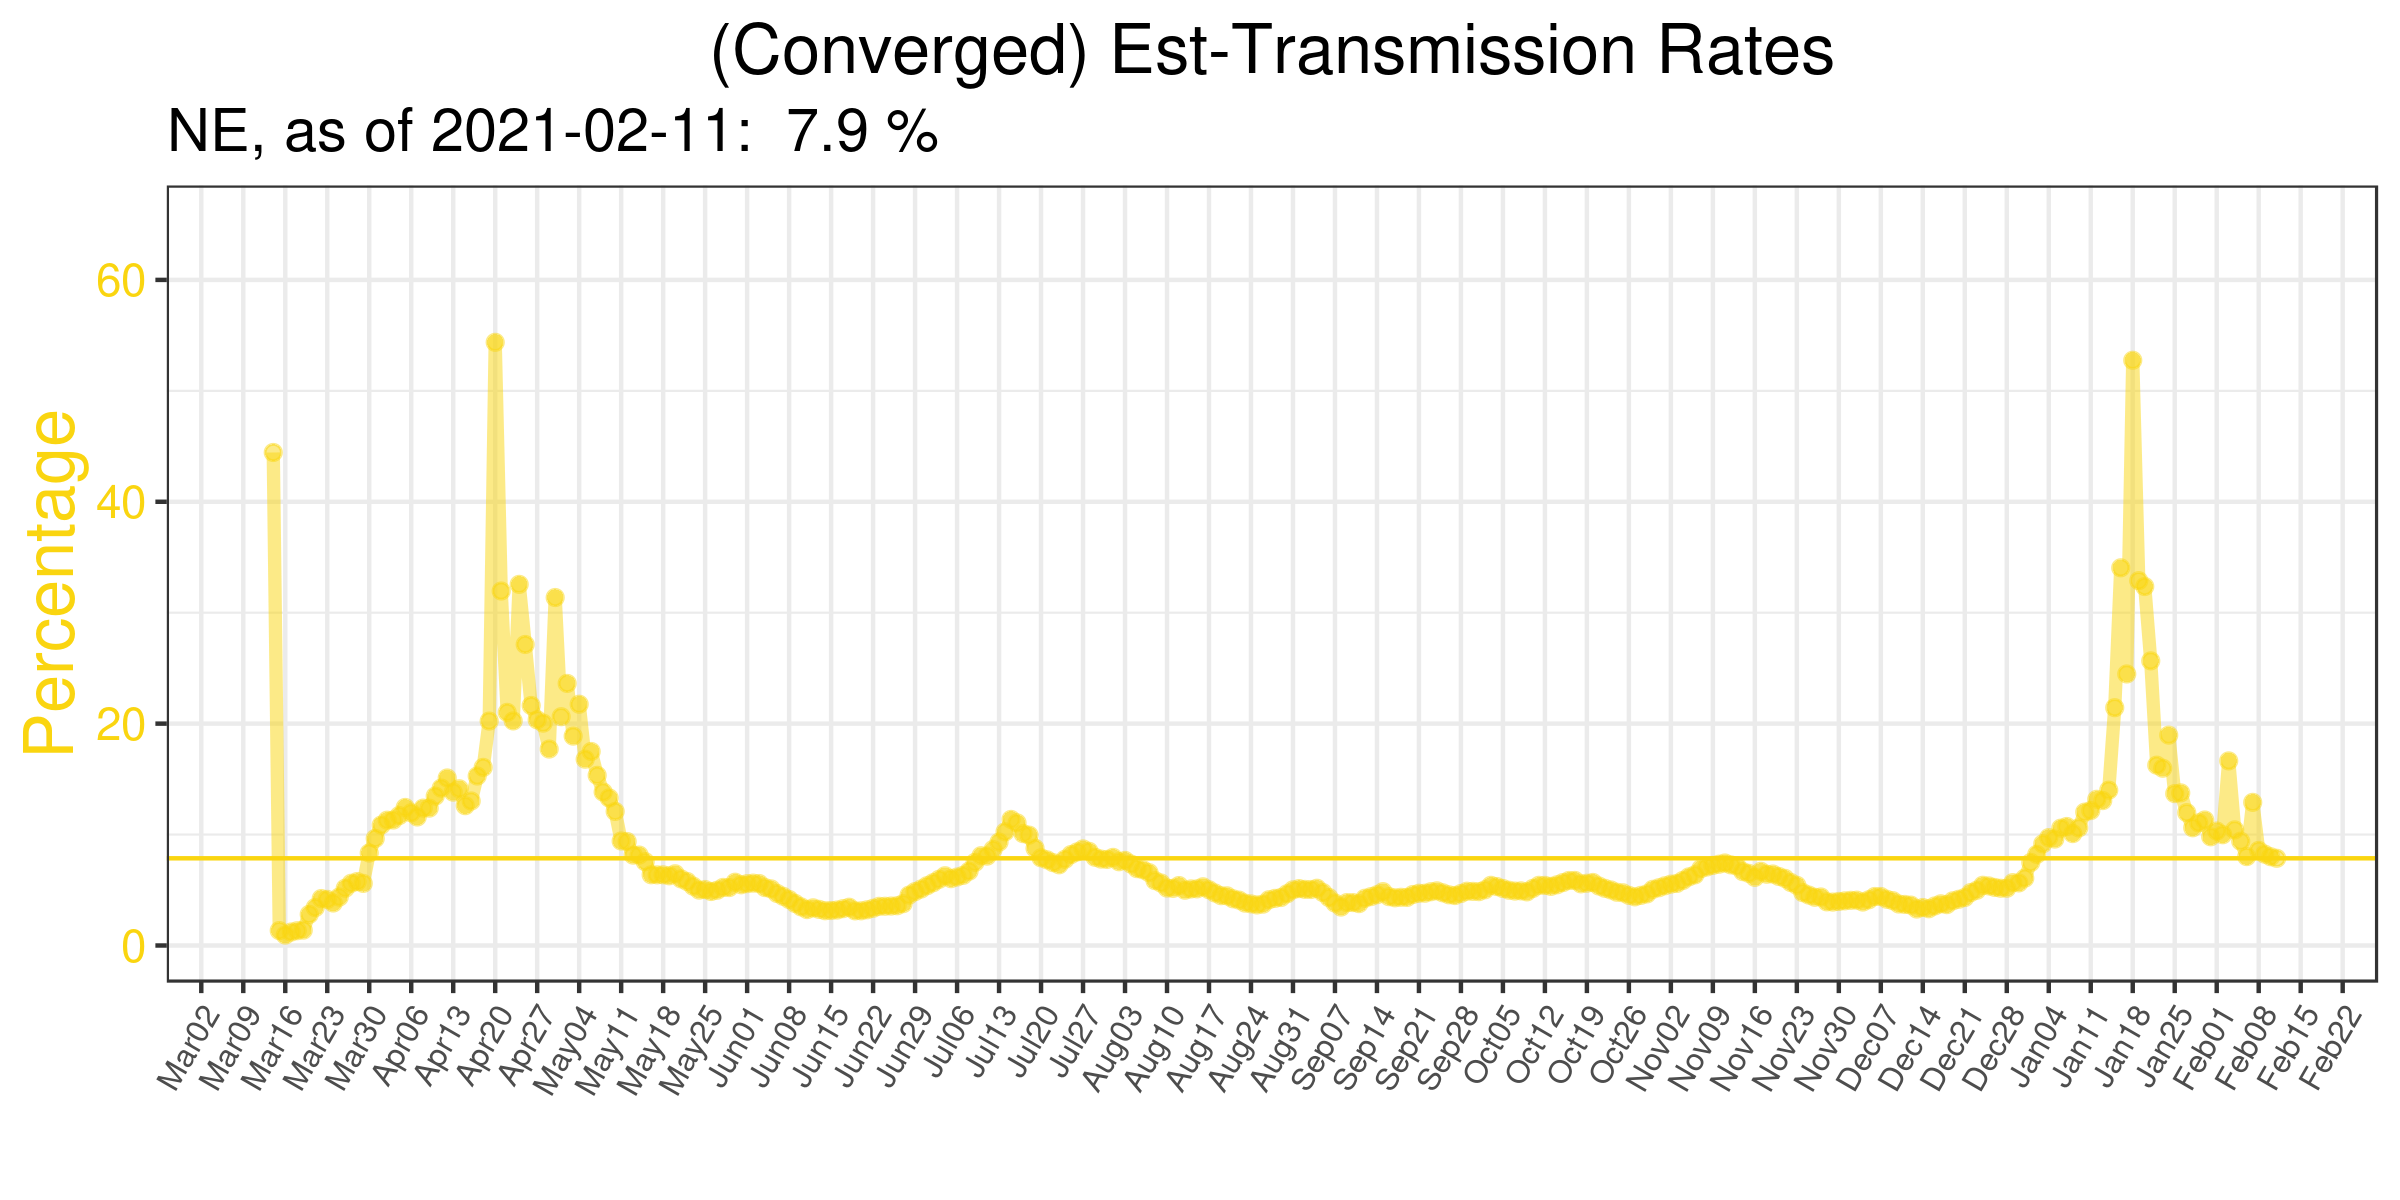 (Converged) Est-Transmission Rates
NE, as of 2021-02-11: 7.9 %
Percentage
60
40
20
0
Mar02
Mar09
Mar16
Mar23
Mar30
Apr06
Apr13
Apr20
Apr27
May04
May11
May18
May25
Jun01
Jun08
Jun15
Jun22
Jun29
Jul06
Jul13
Jul20
Jul27
Aug03
Aug10
Aug17
Aug24
Aug31
Sep07
Sep14
Sep21
Sep28
Oct05
Oct12
Oct19
Oct26
Nov02
Nov09
Nov16
Nov23
Nov30
Dec07
Dec14
Dec21
Dec28
Jan04
Jan11
Jan18
Jan25
Feb01
Feb08
Feb15
Feb22